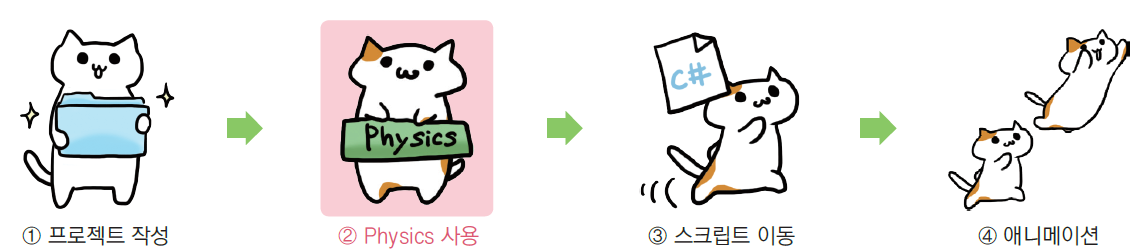 Physics
C#
① 프로젝트 작성
② Physics 사용
③ 스크립트 이동
④ 애니메이션